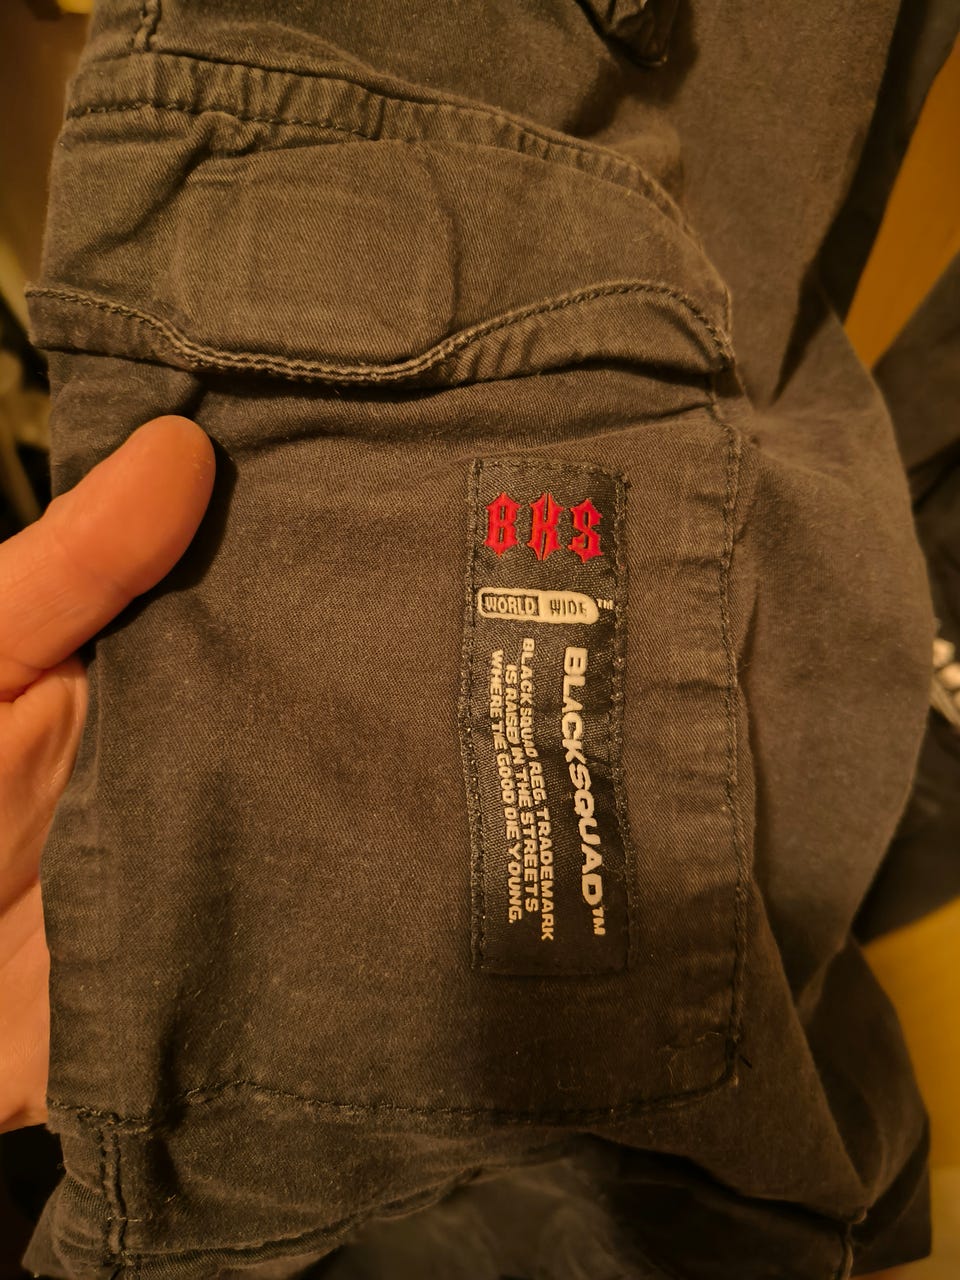 BKS
WORLD WIDE™
BLACKSQUAD™
BLACK SQUAD REG. TRADEMARK
IS RAISED IN THE STREETS
WHERE THE GOOD DIE YOUNG.